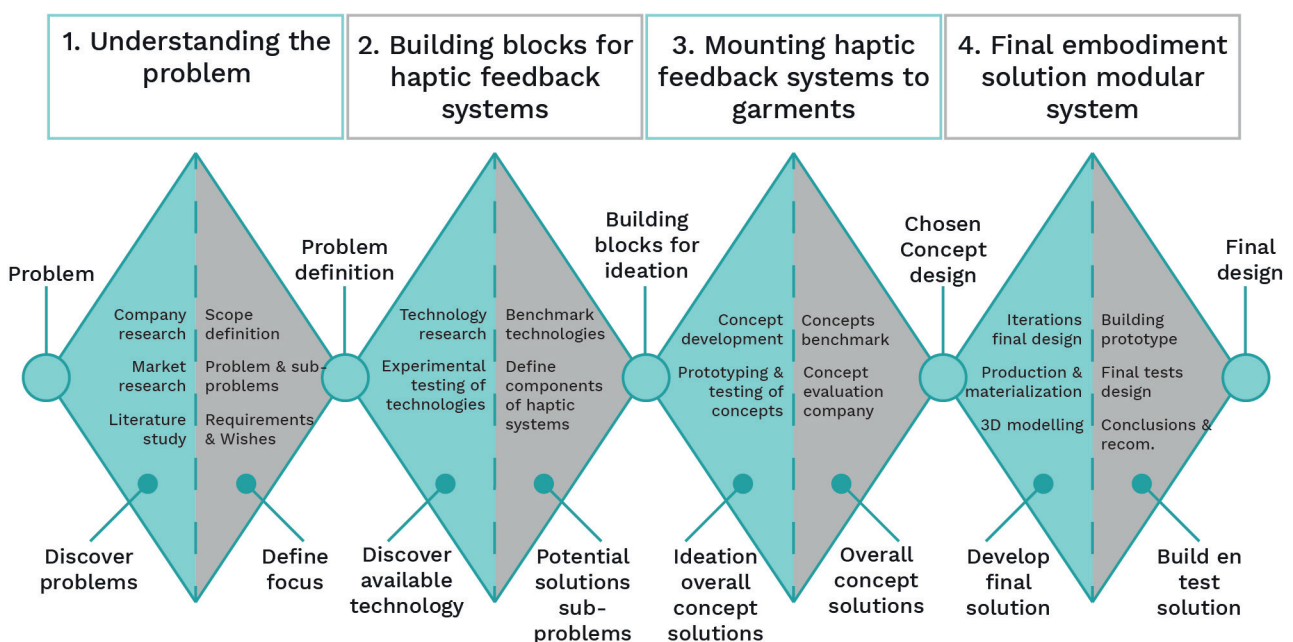 1. Understanding the
problem
2. Building blocks for
haptic feedback
systems
3. Mounting haptic
feedback systems to
garments
4. Final embodiment
solution modular
system
Problem
Problem
definition
Building
blocks for
ideation
Chosen
Concept
design
Final
design
Company
research
Market
research
Literature
study
Scope
definition
Problem & sub-
problems
Requirements
& Wishes
Technology
research
Experimental
testing of
technologies
Benchmark
technologies
Define
components
of haptic
systems
Concept
development
Prototyping &
testing of
concepts
Concepts
benchmark
Concept
evaluation
company
Iterations
final design
Production &
materialization
3D modelling
Building
prototype
Final tests
design
Conclusions &
recom.
Discover
problems
Define
focus
Discover
available
technology
Potential
solutions
sub-
problems
Ideation
overall
concept
solutions
Overall
concept
solutions
Develop
final
solution
Build en
test
solution